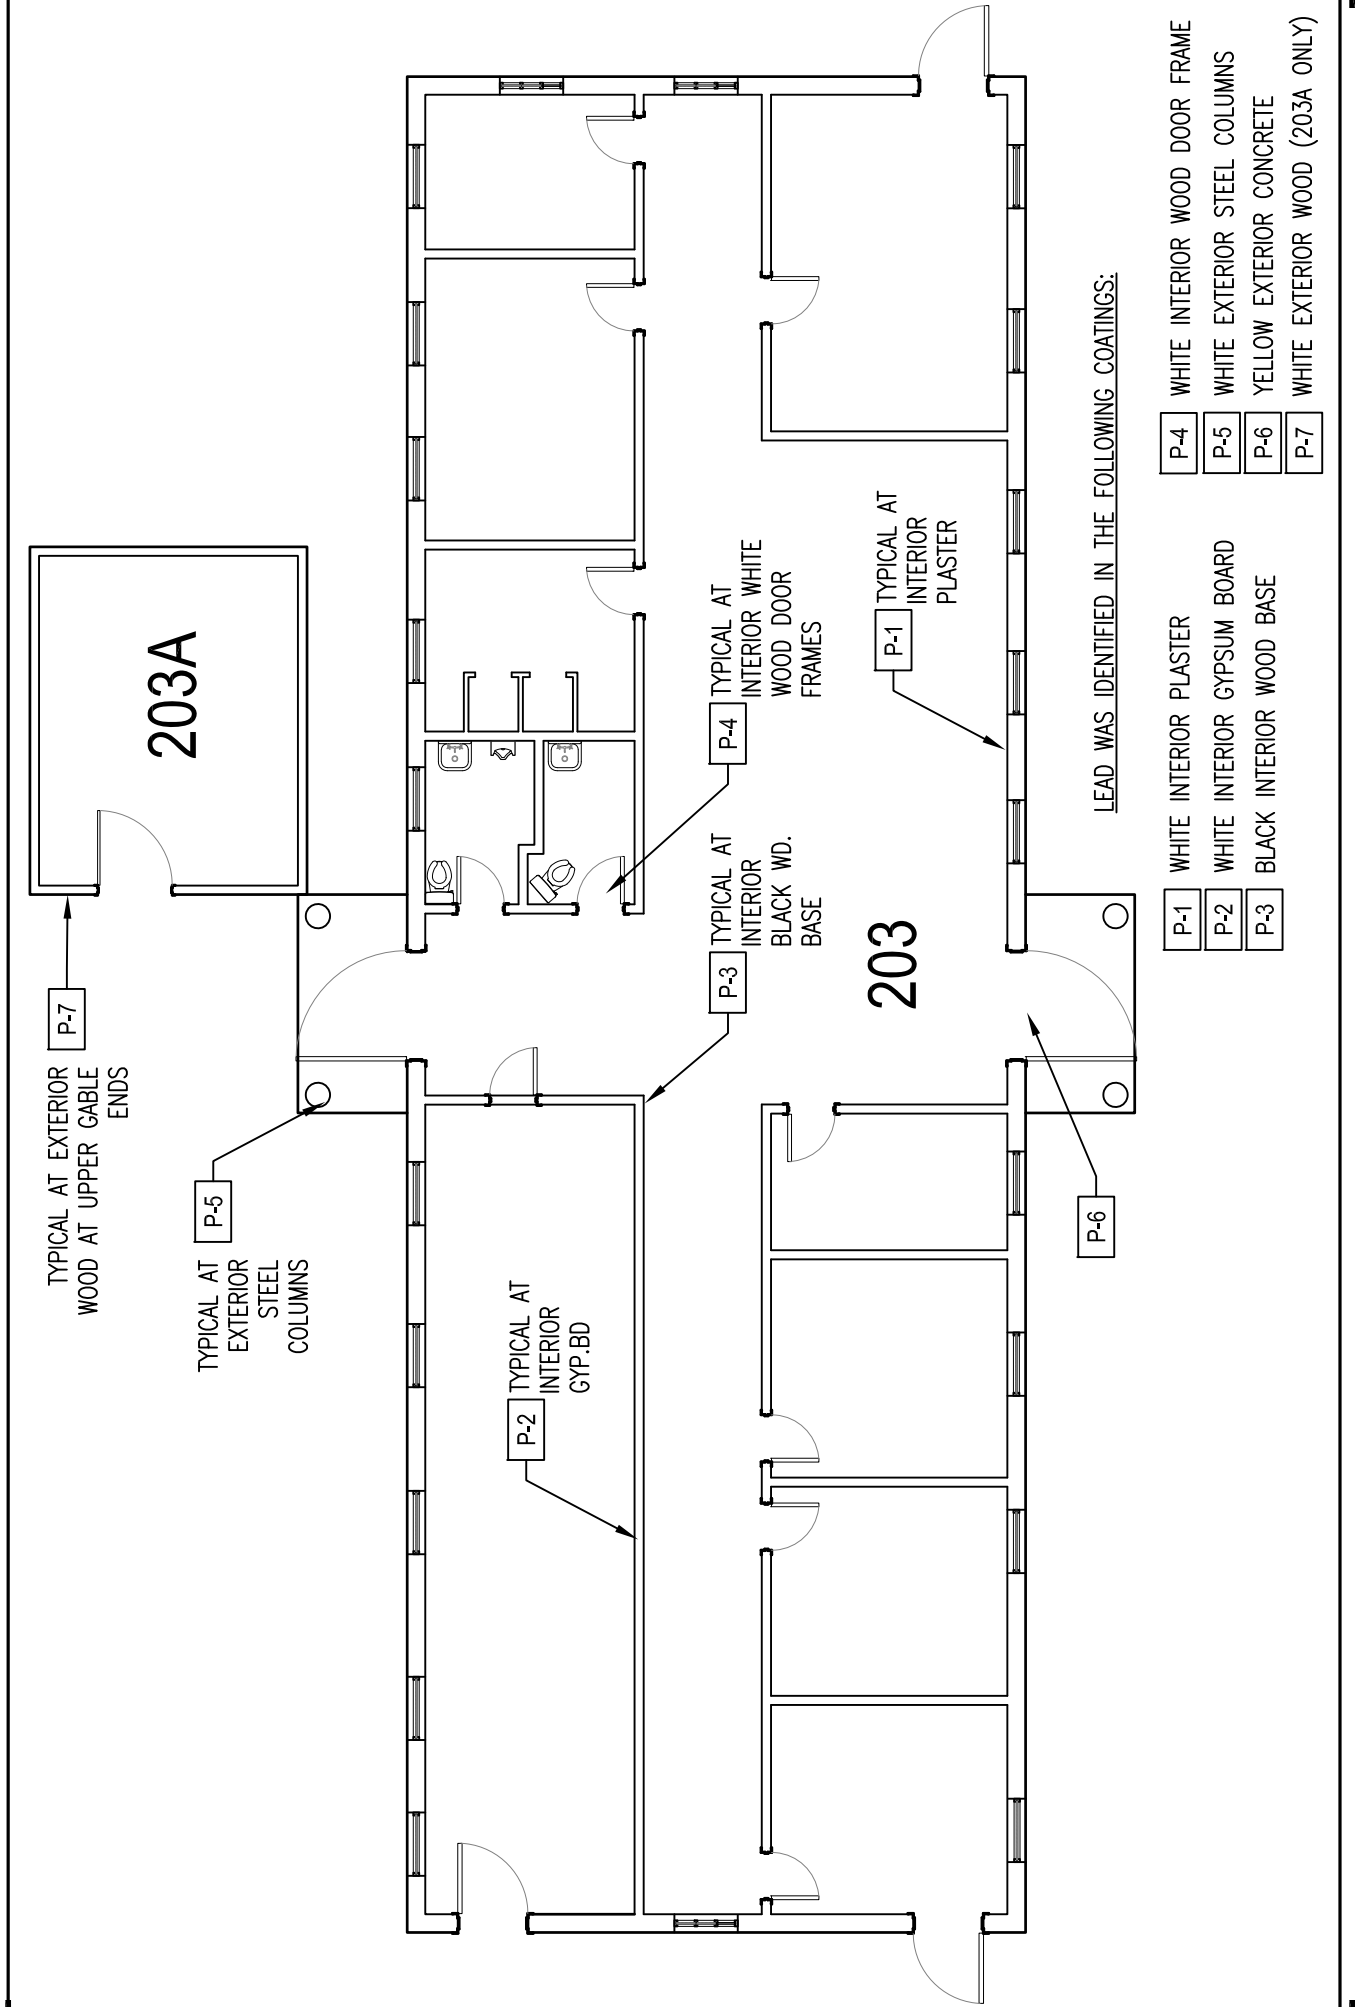 TYPICAL AT EXTERIOR
WOOD AT UPPER GABLE
ENDS
P-7
203A
TYPICAL AT
EXTERIOR
STEEL
COLUMNS
P-5
P-2
TYPICAL AT
INTERIOR
GYP.BD
P-3
TYPICAL AT
INTERIOR
BLACK WD.
BASE
P-4
TYPICAL AT
INTERIOR WHITE
WOOD DOOR
FRAMES
P-1
TYPICAL AT
INTERIOR
PLASTER
203
P-6
LEAD WAS IDENTIFIED IN THE FOLLOWING COATINGS:
P-1 WHITE INTERIOR PLASTER
P-2 WHITE INTERIOR GYPSUM BOARD
P-3 BLACK INTERIOR WOOD BASE
P-4 WHITE INTERIOR WOOD DOOR FRAME
P-5 WHITE EXTERIOR STEEL COLUMNS
P-6 YELLOW EXTERIOR CONCRETE
P-7 WHITE EXTERIOR WOOD (203A ONLY)